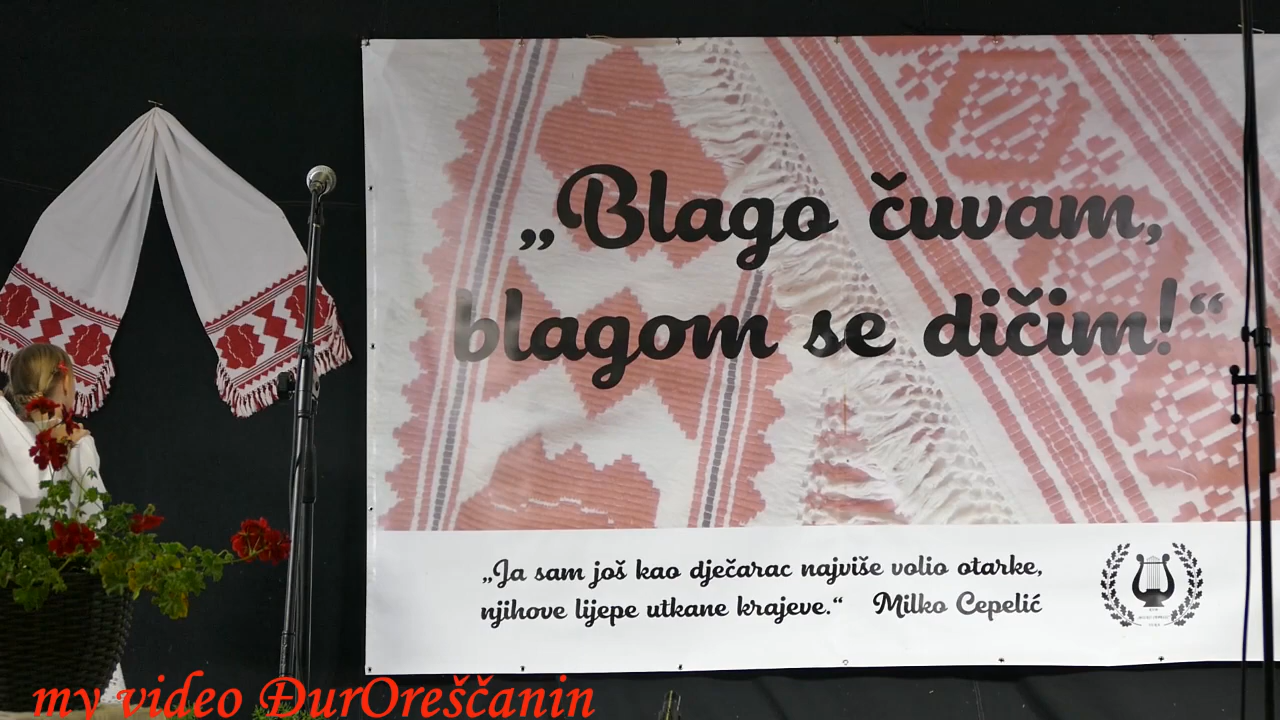 „Blago čuvam,
blagom se dičim!“
„Ja sam još kao dječarac najviše volio otarke,
njihove lijepe utkane krajeve.“ Milko Cepelić
my video ĐurOreščanin